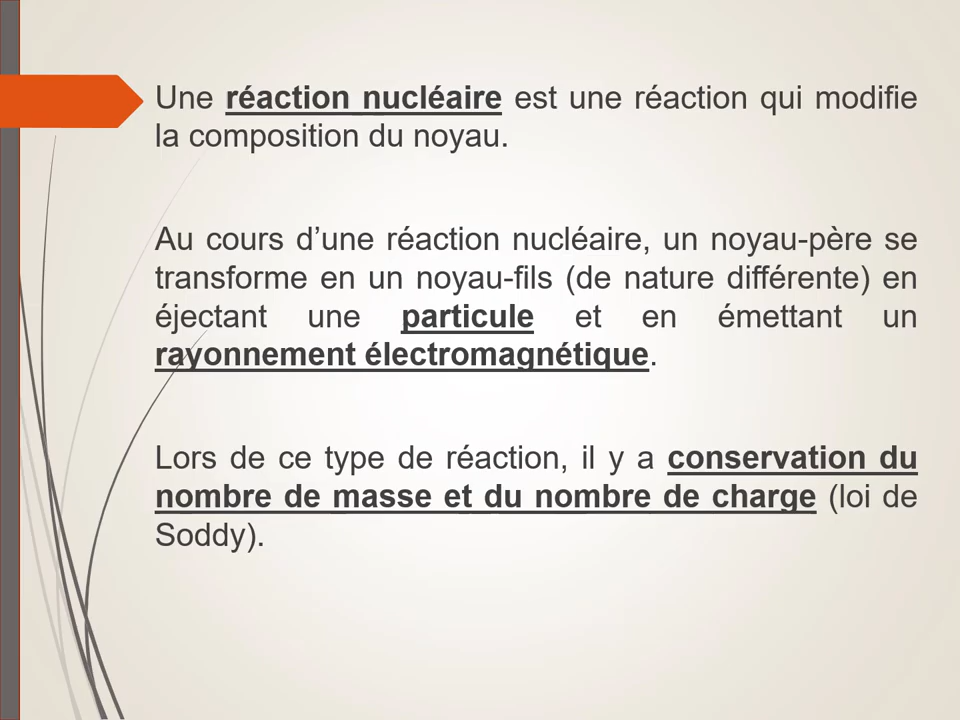 Une réaction nucléaire est une réaction qui modifie
la composition du noyau.
Au cours d’une réaction nucléaire, un noyau-père se
transforme en un noyau-fils (de nature différente) en
éjectant une particule et en émettant un
rayonnement électromagnétique.
Lors de ce type de réaction, il y a conservation du
nombre de masse et du nombre de charge (loi de
Soddy).